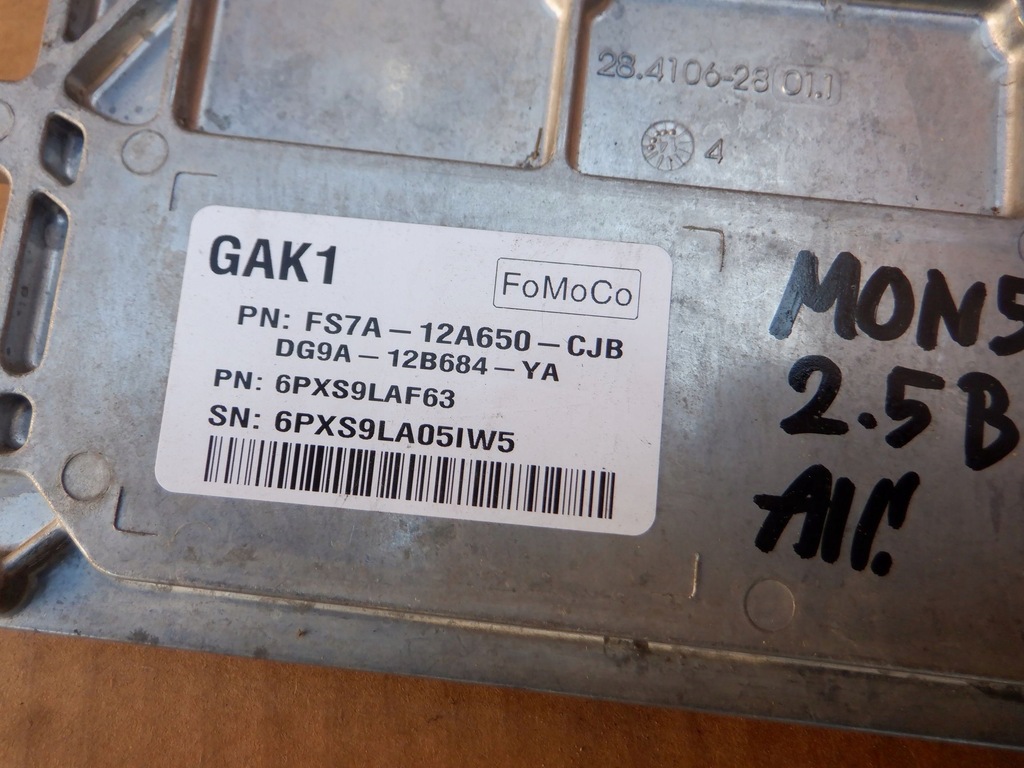 28.4106-28 01.1
4
GAK1
FoMoCo
PN: FS7A-12A650-CJB
DG9A-12B684-YA
PN: 6PXS9LAF63
SN: 6PXS9LA05IW5
MON5
2.5B